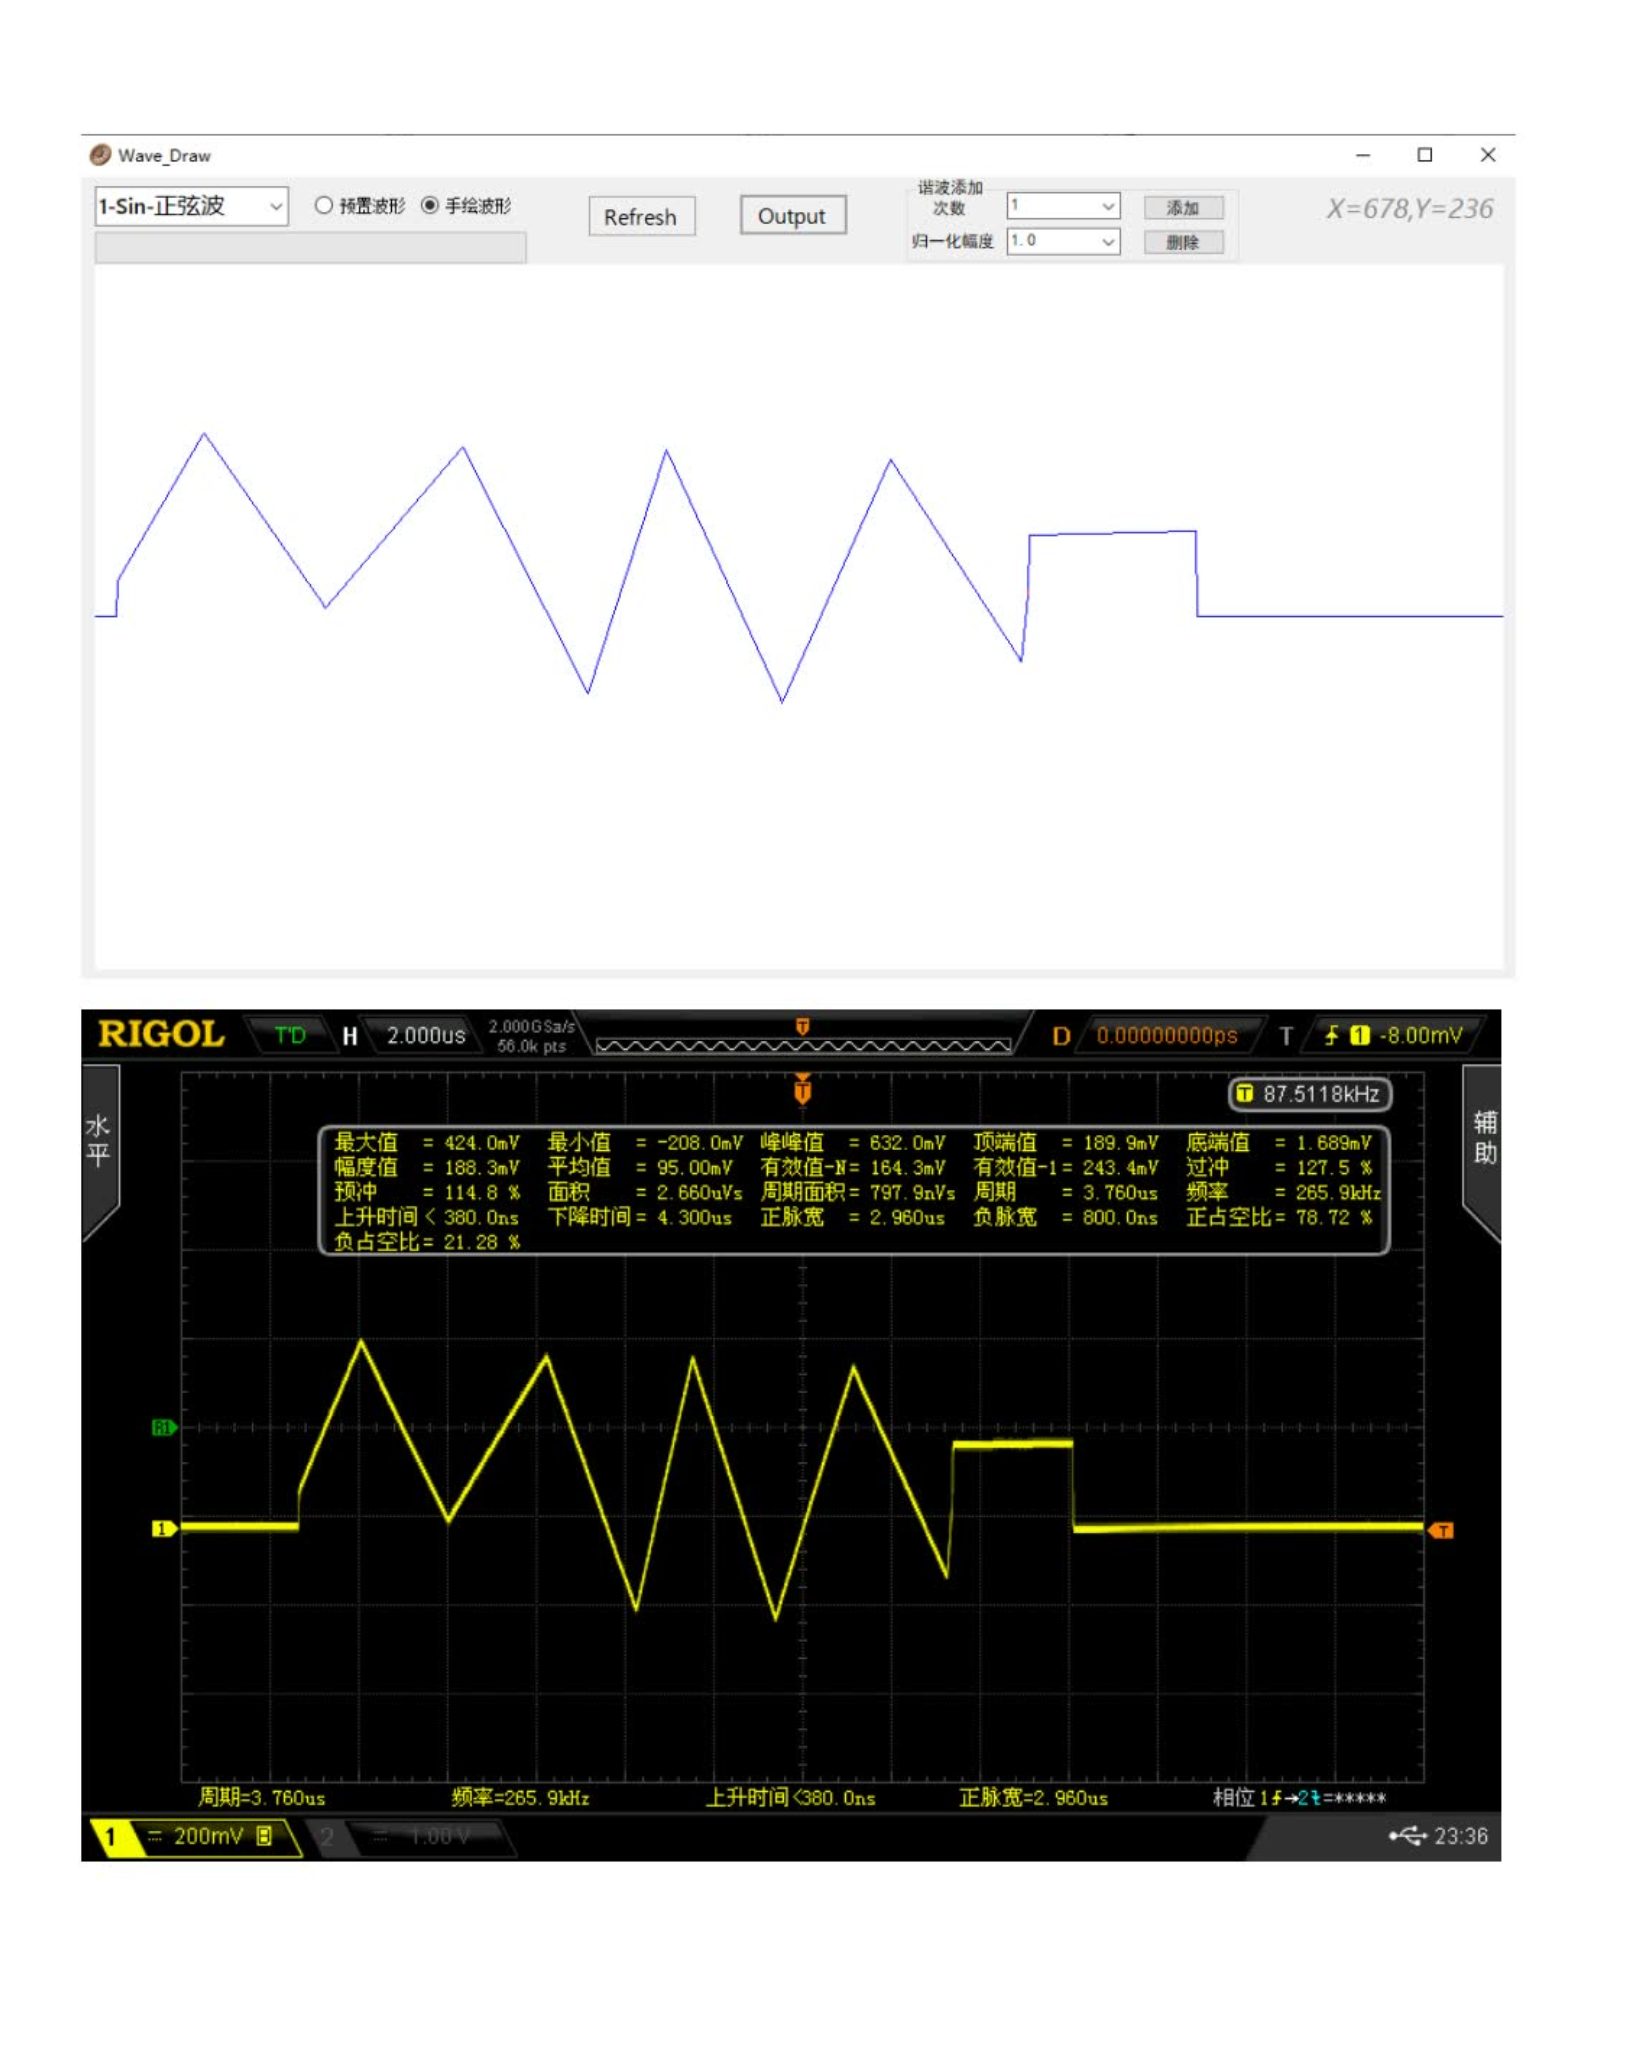 Wave_Draw
1-Sin-正弦波 预置波形 手绘波形 Refresh Output
谐波添加
次数 1 添加
归一化幅度 1.0 删除
X=678,Y=236
RIGOL T'D H 2.000us 2.000GSa/s 56.0k pts T D 0.00000000ps T 1 -8.00mV
水平
辅助
T
T 87.5118kHz
最大值 = 424.0mV 最小值 = -208.0mV 峰峰值 = 632.0mV 顶端值 = 189.9mV 底端值 = 1.689mV
幅度值 = 188.3mV 平均值 = 95.00mV 有效值-N= 164.3mV 有效值-1= 243.4mV 过冲 = 127.5 %
预冲 = 114.8 % 面积 = 2.660uVs 周期面积= 797.9nVs 周期 = 3.760us 频率 = 265.9kHz
上升时间 < 380.0ns 下降时间= 4.300us 正脉宽 = 2.960us 负脉宽 = 800.0ns 正占空比= 78.72 %
负占空比= 21.28 %
R1
1
T
周期=3.760us 频率=265.9kHz 上升时间<380.0ns 正脉宽=2.960us 相位1→2=*****
1 = 200mV B 2 = 1.00 V 23:36